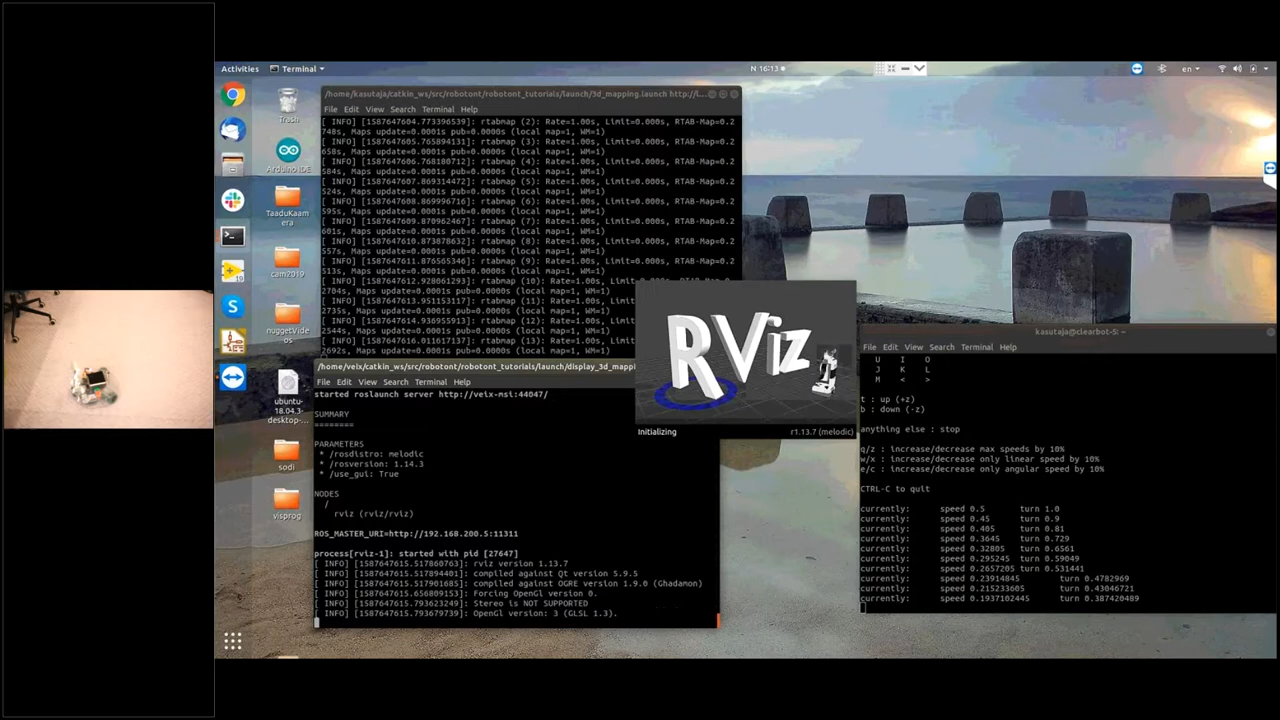 Activities
Terminal
N 16:13
en
Trash
Arduino IDE
TaaduKaam
era
cam2019
nuggetVide
os
ubuntu-
18.04.3-
desktop-...
sodi
visprog
/home/kasutaja/catkin_ws/src/robotont/robotont_tutorials/launch/3d_mapping.launch http://l...
File Edit View Search Terminal Help
[ INFO] [1587647604.773396539]: rtabmap (2): Rate=1.00s, Limit=0.000s, RTAB-Map=0.2
748s, Maps update=0.0001s pub=0.0000s (local map=1, WM=1)
[ INFO] [1587647605.765894131]: rtabmap (3): Rate=1.00s, Limit=0.000s, RTAB-Map=0.2
658s, Maps update=0.0001s pub=0.0000s (local map=1, WM=1)
[ INFO] [1587647606.768180712]: rtabmap (4): Rate=1.00s, Limit=0.000s, RTAB-Map=0.2
584s, Maps update=0.0001s pub=0.0000s (local map=1, WM=1)
[ INFO] [1587647607.869314472]: rtabmap (5): Rate=1.00s, Limit=0.000s, RTAB-Map=0.2
524s, Maps update=0.0001s pub=0.0000s (local map=1, WM=1)
[ INFO] [1587647608.869996716]: rtabmap (6): Rate=1.00s, Limit=0.000s, RTAB-Map=0.2
595s, Maps update=0.0001s pub=0.0000s (local map=1, WM=1)
[ INFO] [1587647609.870962467]: rtabmap (7): Rate=1.00s, Limit=0.000s, RTAB-Map=0.2
601s, Maps update=0.0001s pub=0.0000s (local map=1, WM=1)
[ INFO] [1587647610.873878632]: rtabmap (8): Rate=1.00s, Limit=0.000s, RTAB-Map=0.2
557s, Maps update=0.0001s pub=0.0000s (local map=1, WM=1)
[ INFO] [1587647611.876565346]: rtabmap (9): Rate=1.00s, Limit=0.000s, RTAB-Map=0.2
513s, Maps update=0.0001s pub=0.0000s (local map=1, WM=1)
[ INFO] [1587647612.928061293]: rtabmap (10): Rate=1.00s, Limit
2704s, Maps update=0.0001s pub=0.0000s (local map=1, WM=1)
[ INFO] [1587647613.951153117]: rtabmap (11): Rate=1.00s, Limit
2735s, Maps update=0.0001s pub=0.0000s (local map=1, WM=1)
[ INFO] [1587647614.936955913]: rtabmap (12): Rate=1.00s, Limit
2544s, Maps update=0.0001s pub=0.0000s (local map=1, WM=1)
[ INFO] [1587647616.011617137]: rtabmap (13): Rate=1.00s, Limit
2692s, Maps update=0.0001s pub=0.0000s (local map=1, WM=1)
/home/veix/catkin_ws/src/robotont/robotont_tutorials/launch/display_3d_mappi
File Edit View Search Terminal Help
started roslaunch server http://veix-msi:44047/
SUMMARY
========
PARAMETERS
* /rosdistro: melodic
* /rosversion: 1.14.3
* /use_gui: True
NODES
/
rviz (rviz/rviz)
ROS_MASTER_URI=http://192.168.200.5:11311
process[rviz-1]: started with pid [27647]
[ INFO] [1587647615.517860763]: rviz version 1.13.7
[ INFO] [1587647615.517894401]: compiled against Qt version 5.9.5
[ INFO] [1587647615.517901685]: compiled against OGRE version 1.9.0 (Ghadamon)
[ INFO] [1587647615.656809153]: Forcing OpenGl version 0.
[ INFO] [1587647615.793623249]: Stereo is NOT SUPPORTED
[ INFO] [1587647615.793679739]: OpenGl version: 3 (GLSL 1.3).
RViz
Initializing
r1.13.7 (melodic)
kasutaja@clearbot-5: ~
File Edit View Search Terminal Help
U I O
J K L
M < >
t : up (+z)
b : down (-z)
anything else : stop
q/z : increase/decrease max speeds by 10%
w/x : increase/decrease only linear speed by 10%
e/c : increase/decrease only angular speed by 10%
CTRL-C to quit
currently: speed 0.5 turn 1.0
currently: speed 0.45 turn 0.9
currently: speed 0.405 turn 0.81
currently: speed 0.3645 turn 0.729
currently: speed 0.32805 turn 0.6561
currently: speed 0.295245 turn 0.59049
currently: speed 0.2657205 turn 0.531441
currently: speed 0.23914845 turn 0.4782969
currently: speed 0.215233605 turn 0.43046721
currently: speed 0.1937102445 turn 0.387420489